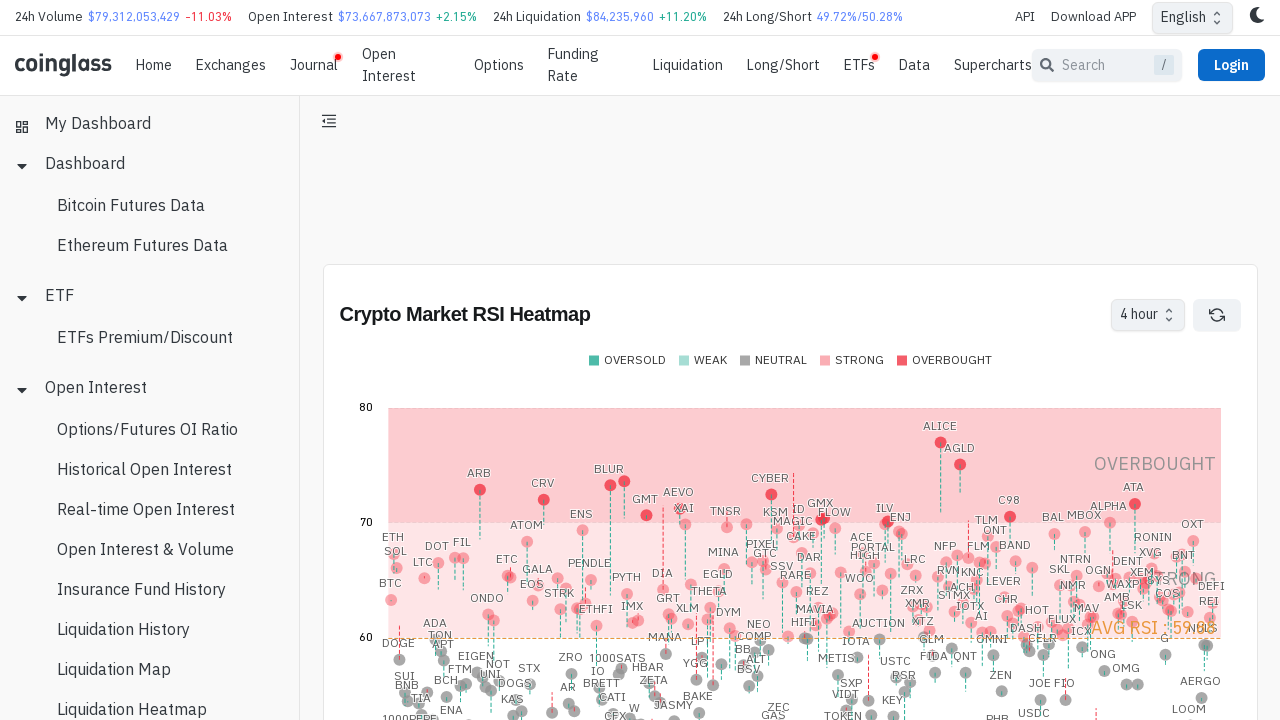 24h Volume $79,312,053,429 -11.03% Open Interest $73,667,873,073 +2.15% 24h Liquidation $84,235,960 +11.20% 24h Long/Short 49.72%/50.28% API Download APP English
coinglass Home Exchanges Journal Open Interest Options Funding Rate Liquidation Long/Short ETFs Data Supercharts Search / Login
My Dashboard
Dashboard
Bitcoin Futures Data
Ethereum Futures Data
ETF
ETFs Premium/Discount
Open Interest
Options/Futures OI Ratio
Historical Open Interest
Real-time Open Interest
Open Interest & Volume
Insurance Fund History
Liquidation History
Liquidation Map
Liquidation Heatmap
Crypto Market RSI Heatmap 4 hour
OVERSOLD WEAK NEUTRAL STRONG OVERBOUGHT
80
ALICE
AGLD
OVERBOUGHT
ARB
BLUR
CYBER
CRV
AEVO
ATA
GMT
C98
GMX
XAI
ALPHA
70
ENS
TNSR
KSM
ID
FLOW
ILV
ENJ
TLM
BAL
MBOX
OXT
ATOM
MAGIC
ONT
ETH
CAKE
ACE
RONIN
SOL
DOT
FIL
MINA
PIXEL
GTC
DAR
PORTAL
HIGH
NFP
FLM
BAND
XVG
BNT
ETC
PENDLE
SSV
LRC
NTRN
DENT
BTC
GALA
EOS
PYTH
DIA
EGLD
RARE
WOO
RVN
KNC
LEVER
SKL
OGN
XEM
SYS
STRONG
ONDO
STRK
ETHFI
IMX
GRT
XLM
THETA
DYM
REZ
MAVIA
ZRX
XMR
STMX
ACH
IOTX
CHR
NMR
WAXP
AMB
COS
DEFI
REI
ADA
NEO
HIFI
AUCTION
XTZ
AI
HOT
FLUX
MAV
LSK
AVG RSI : 59.88
60
DOGE
TON
APT
MANA
LPT
COMP
IOTA
GLM
OMNI
DASH
CELR
ICX
G
EIGEN
ZRO
1000SATS
YGG
BB
ALT
METIS
USTC
FIDA
QNT
ONG
SUI
FTM
NOT
STX
IO
HBAR
BSV
RSR
ZEN
OMG
BNB
BCH
UNI
DOGS
AR
BRETT
ZETA
SXP
JOE
FIO
AERGO
TIA
ENA
KAS
CATI
JASMY
BAKE
VIDT
KEY
LOOM
W
ZEC
CFX
GAS
TOKEN
PHB
USDC